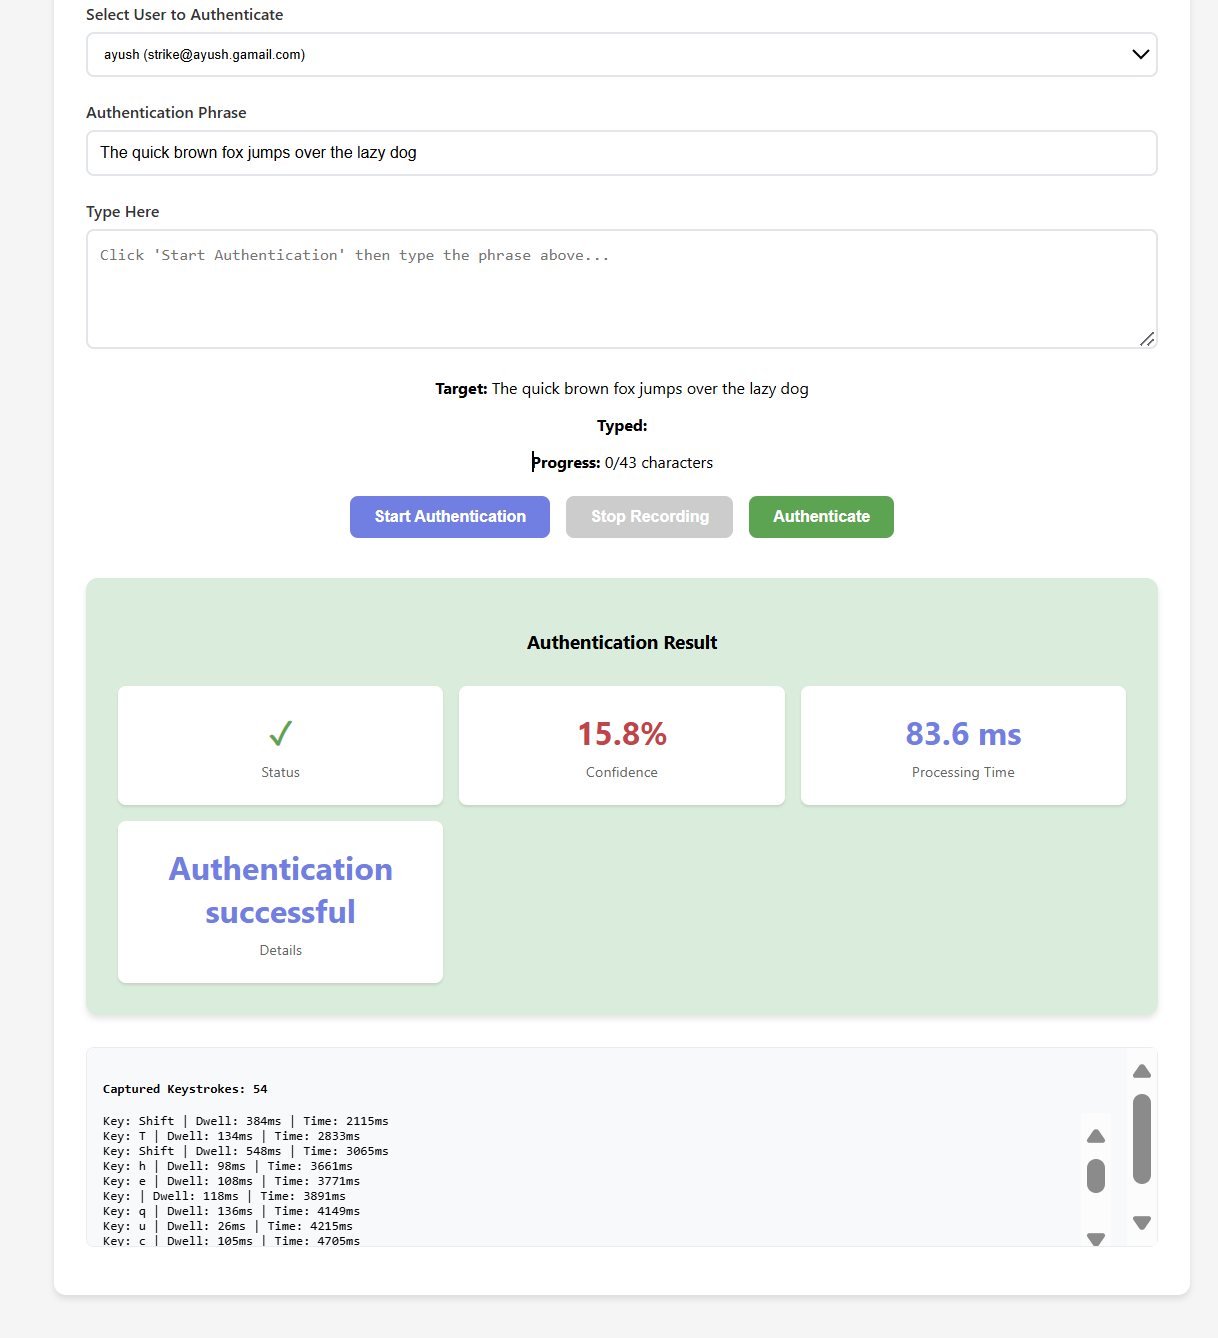 Select User to Authenticate
ayush (strike@ayush.gamail.com)
Authentication Phrase
The quick brown fox jumps over the lazy dog
Type Here
Click 'Start Authentication' then type the phrase above...
Target: The quick brown fox jumps over the lazy dog
Typed:
Progress: 0/43 characters
Start Authentication
Stop Recording
Authenticate
Authentication Result
✓
Status
15.8%
Confidence
83.6 ms
Processing Time
Authentication
successful
Details
Captured Keystrokes: 54
Key: Shift | Dwell: 384ms | Time: 2115ms
Key: T | Dwell: 134ms | Time: 2833ms
Key: Shift | Dwell: 548ms | Time: 3065ms
Key: h | Dwell: 98ms | Time: 3661ms
Key: e | Dwell: 108ms | Time: 3771ms
Key: | Dwell: 118ms | Time: 3891ms
Key: q | Dwell: 136ms | Time: 4149ms
Key: u | Dwell: 26ms | Time: 4215ms
Key: c | Dwell: 105ms | Time: 4705ms